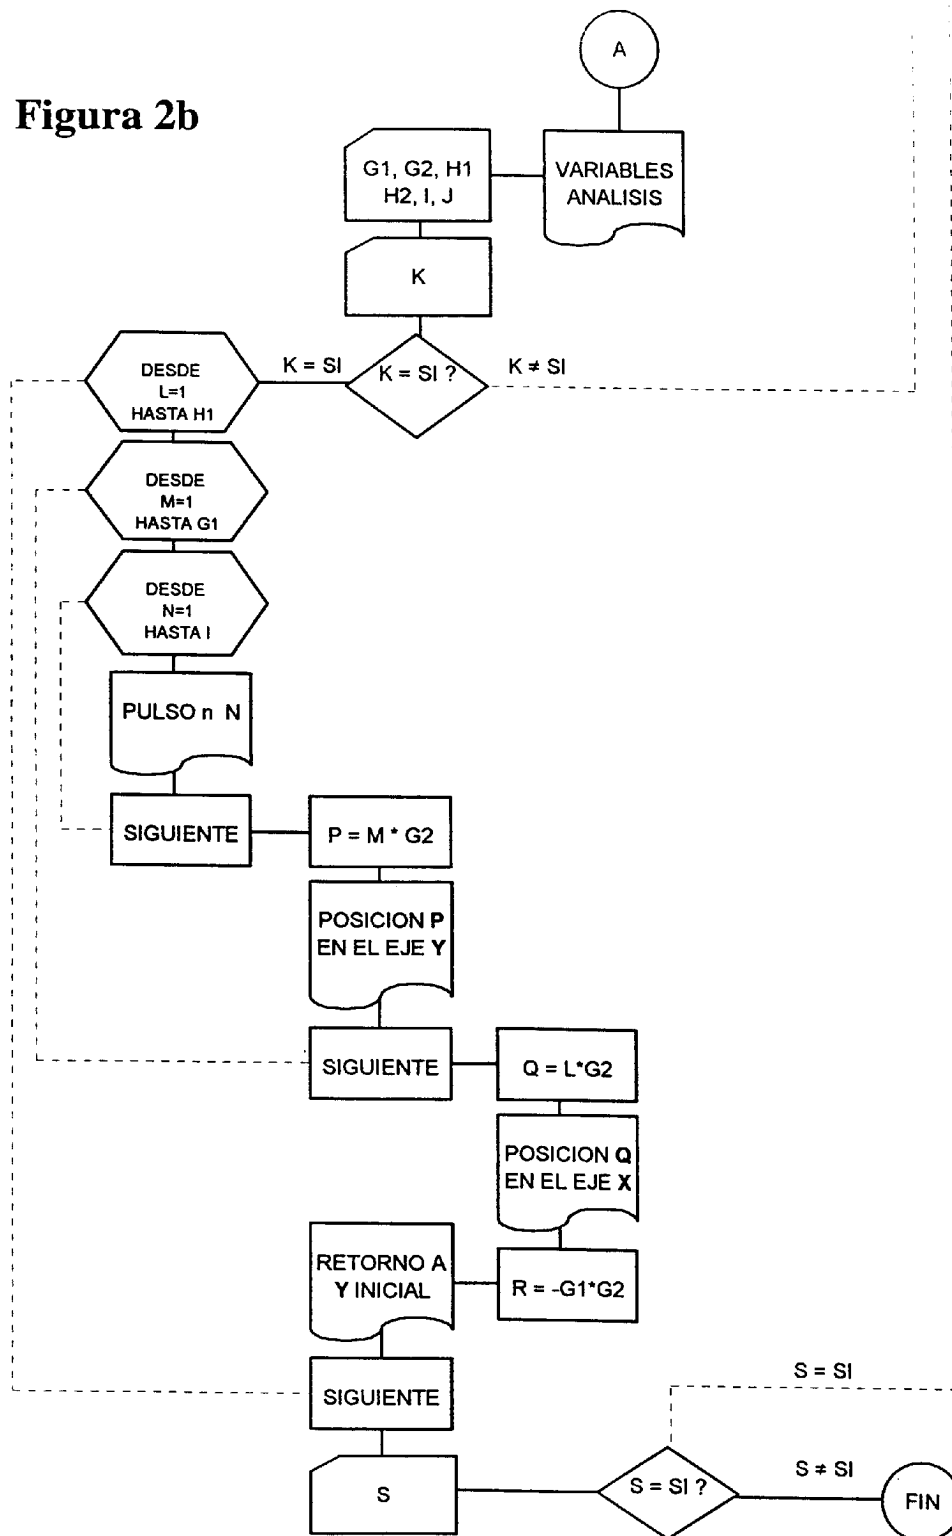 A
Figura 2b
G1, G2, H1
H2, I, J
VARIABLES
ANALISIS
K
K = SI
K = SI ?
K ≠ SI
DESDE
L=1
HASTA H1
DESDE
M=1
HASTA G1
DESDE
N=1
HASTA I
PULSO n N
SIGUIENTE
P = M * G2
POSICION P
EN EL EJE Y
SIGUIENTE
Q = L*G2
POSICION Q
EN EL EJE X
RETORNO A
Y INICIAL
R = -G1*G2
SIGUIENTE
S = SI
S
S = SI ?
S ≠ SI
FIN